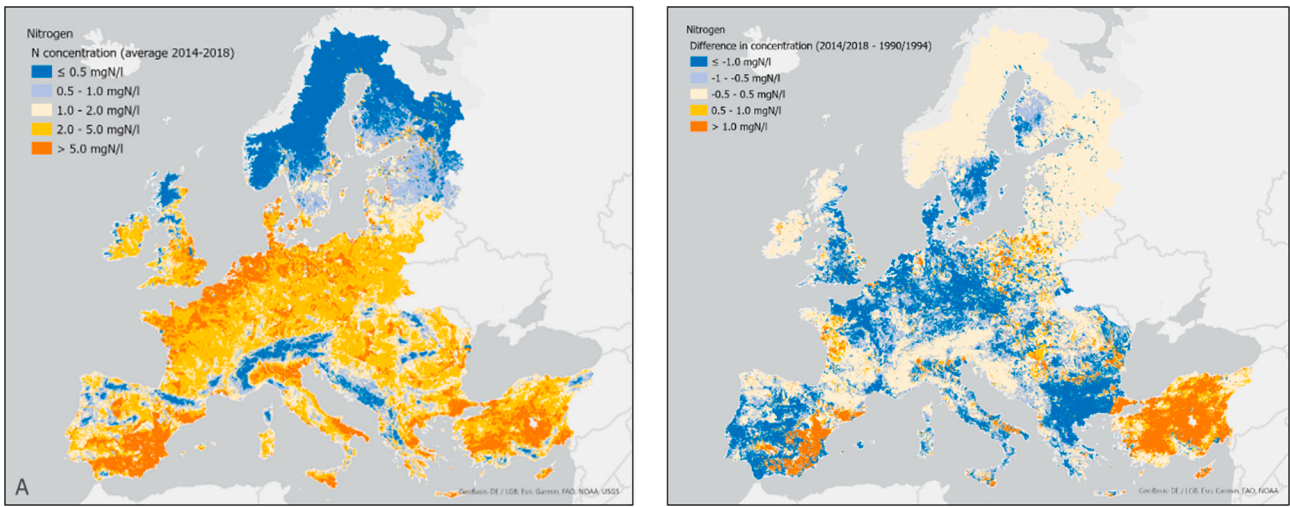 Nitrogen
N concentration (average 2014-2018)
≤ 0.5 mgN/l
0.5 - 1.0 mgN/l
1.0 - 2.0 mgN/l
2.0 - 5.0 mgN/l
> 5.0 mgN/l
A
GeoBasis-DE / LGB, Esri, Garmin, FAO, NOAA, USGS
Nitrogen
Difference in concentration (2014/2018 - 1990/1994)
≤ -1.0 mgN/l
-1 - -0.5 mgN/l
-0.5 - 0.5 mgN/l
0.5 - 1.0 mgN/l
> 1.0 mgN/l
GeoBasis-DE / LGB, Esri, Garmin, FAO, NOAA